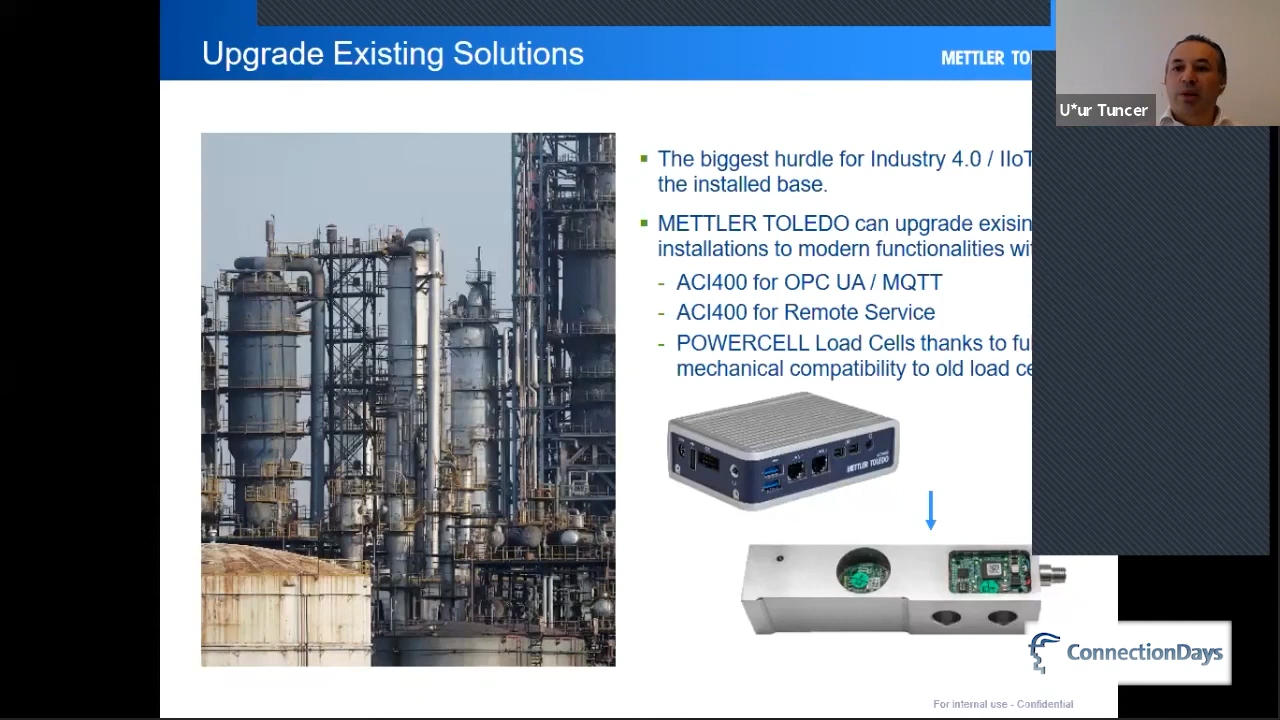 Upgrade Existing Solutions
METTLER TO
U*ur Tuncer
The biggest hurdle for Industry 4.0 / IIoT
the installed base.
METTLER TOLEDO can upgrade exisin
installations to modern functionalities wi
- ACI400 for OPC UA / MQTT
- ACI400 for Remote Service
- POWERCELL Load Cells thanks to fu
mechanical compatibility to old load ce
METTLER TOLEDO
ConnectionDays
For internal use - Confidential